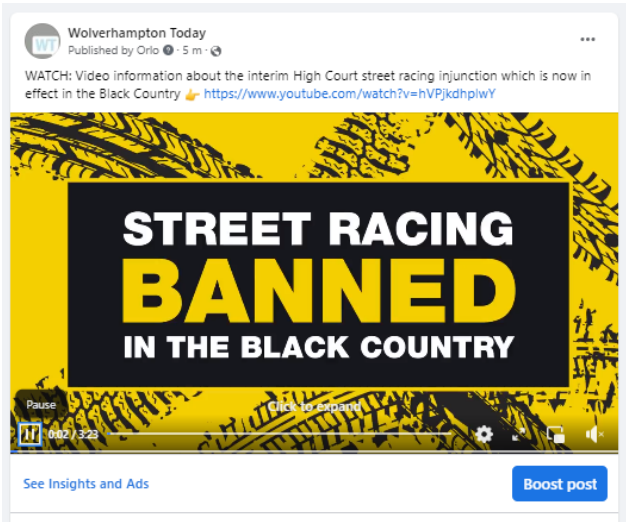 WT
Wolverhampton Today
Published by Orlo · 5 m ·
WATCH: Video information about the interim High Court street racing injunction which is now in
effect in the Black Country 👉 https://www.youtube.com/watch?v=hVPjkdhplwY
STREET RACING
BANNED
IN THE BLACK COUNTRY
Pause
Click to expand
0:02 / 3:23
See Insights and Ads
Boost post